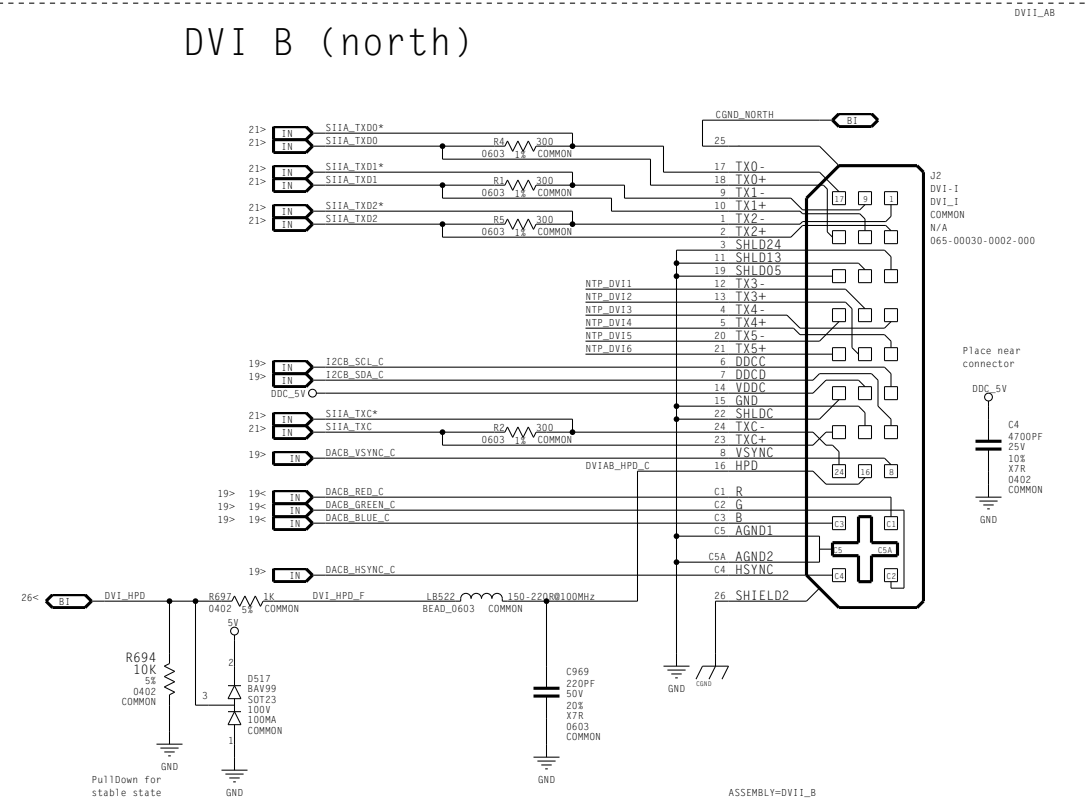 DVII_AB
DVI B (north)
CGND_NORTH
BI
25
21> IN SIIA_TXD0*
21> IN SIIA_TXD0
R4 300
0603 1% COMMON
21> IN SIIA_TXD1*
21> IN SIIA_TXD1
R1 300
0603 1% COMMON
21> IN SIIA_TXD2*
21> IN SIIA_TXD2
R5 300
0603 1% COMMON
17 TX0-
18 TX0+
9 TX1-
10 TX1+
1 TX2-
2 TX2+
3 SHLD24
11 SHLD13
19 SHLD05
NTP_DVI1 12 TX3-
NTP_DVI2 13 TX3+
NTP_DVI3 4 TX4-
NTP_DVI4 5 TX4+
NTP_DVI5 20 TX5-
NTP_DVI6 21 TX5+
19> IN I2CB_SCL_C 6 DDCC
19> IN I2CB_SDA_C 7 DDCD
DDC_5V 14 VDDC
15 GND
22 SHLDC
21> IN SIIA_TXC* 24 TXC-
21> IN SIIA_TXC 23 TXC+
R2 300
0603 1% COMMON
19> IN DACB_VSYNC_C 8 VSYNC
DVIAB_HPD_C 16 HPD
19> 19< IN DACB_RED_C C1 R
19> 19< IN DACB_GREEN_C C2 G
19> 19< IN DACB_BLUE_C C3 B
C5 AGND1
C5A AGND2
19> IN DACB_HSYNC_C C4 HSYNC
26 SHIELD2
J2
DVI-I
DVI_I
COMMON
N/A
065-00030-0002-000
17 9 1
24 16 8
C3 C1
C5 C5A
C4 C2
Place near
connector
DDC_5V
C4
4700PF
25V
10%
X7R
0402
COMMON
GND
26< BI DVI_HPD
R697 1K
0402 5% COMMON
DVI_HPD_F
LB522 150-220R@100MHz
BEAD_0603 COMMON
5V
R694
10K
5%
0402
COMMON
GND
PullDown for
stable state
2
3
1
D517
BAV99
SOT23
100V
100MA
COMMON
GND
C969
220PF
50V
20%
X7R
0603
COMMON
GND
GND
CGND
ASSEMBLY=DVII_B